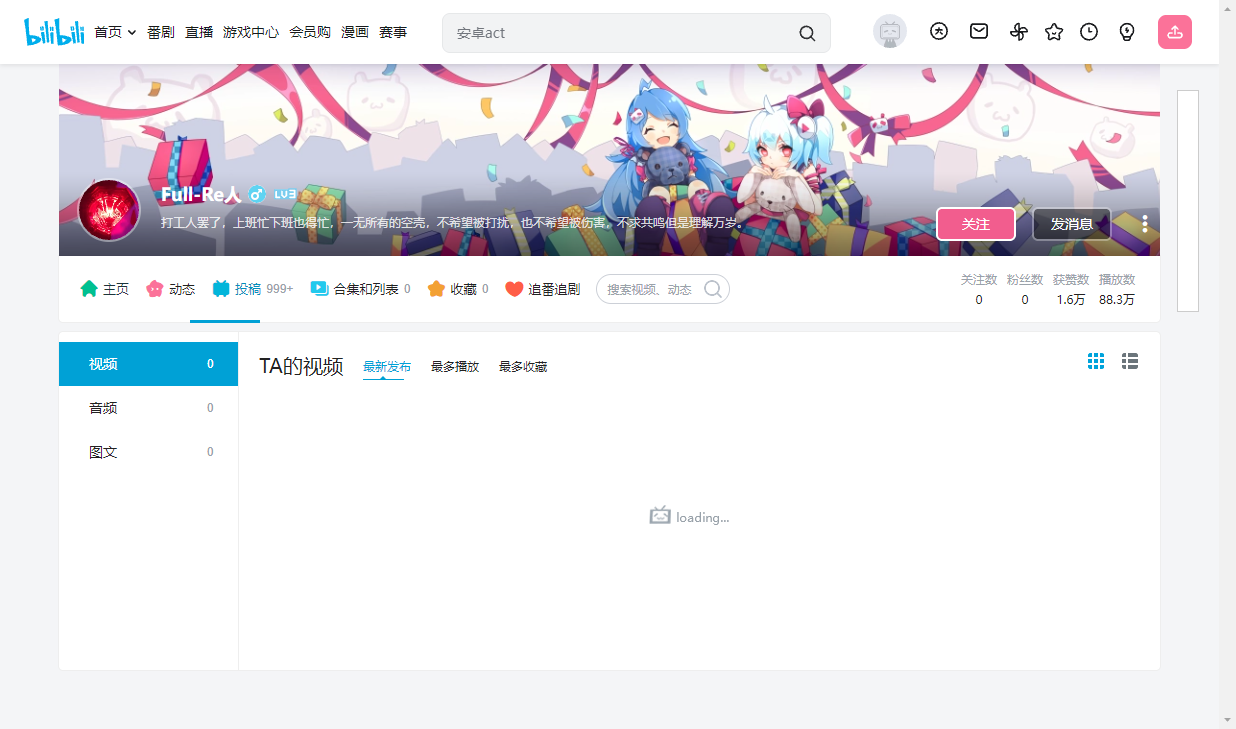 bilibili 首页 番剧 直播 游戏中心 会员购 漫画 赛事 安卓act
Full-Re人 LV3
打工人罢了，上班忙下班也得忙，一无所有的空壳，不希望被打扰，也不希望被伤害，不求共鸣但是理解万岁。
关注 发消息
主页 动态 投稿 999+ 合集和列表 0 收藏 0 追番追剧 搜索视频、动态
关注数 粉丝数 获赞数 播放数
0 0 1.6万 88.3万
视频 0
音频 0
图文 0
TA的视频 最新发布 最多播放 最多收藏
loading...